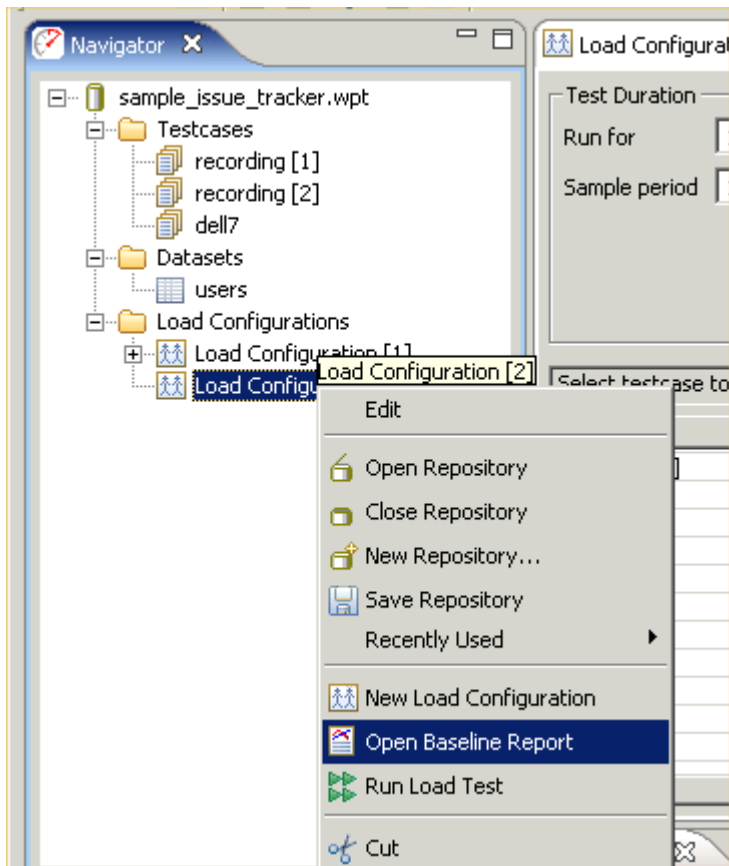 Navigator
sample_issue_tracker.wpt
Testcases
recording [1]
recording [2]
dell7
Datasets
users
Load Configurations
Load Configuration [1]
Load Configu
Load Configuration [2]
Edit
Open Repository
Close Repository
New Repository...
Save Repository
Recently Used
New Load Configuration
Open Baseline Report
Run Load Test
Cut
Load Configurat
Test Duration
Run for
Sample period
Select testcase to
]